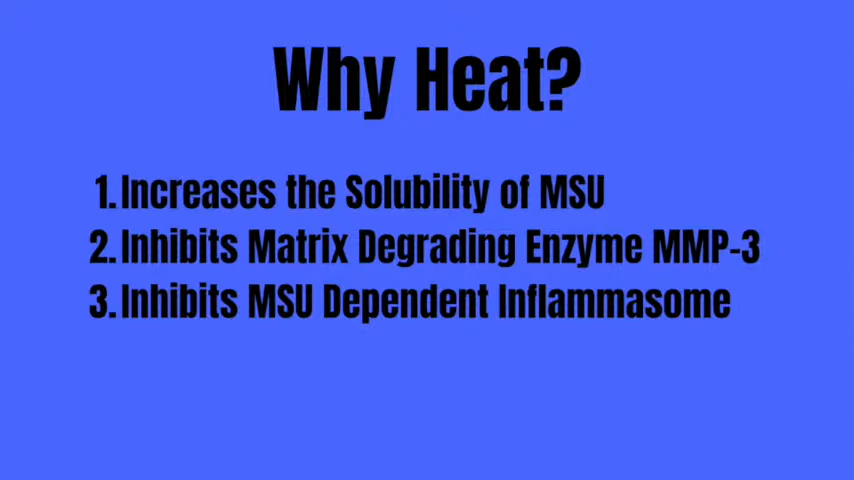 Why Heat?
1. Increases the Solubility of MSU
2. Inhibits Matrix Degrading Enzyme MMP-3
3. Inhibits MSU Dependent Inflammasome